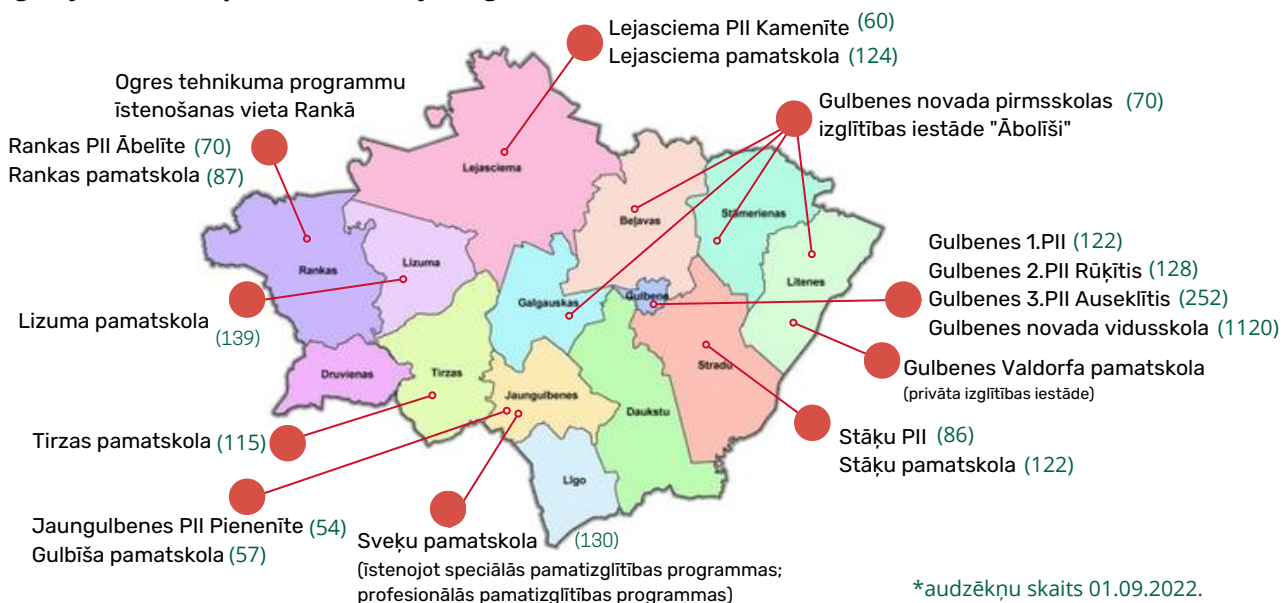 Lejasciema PII Kamenīte (60)
Lejasciema pamatskola (124)
Ogres tehnikuma programmu
īstenošanas vieta Rankā
Rankas PII Ābelīte (70)
Rankas pamatskola (87)
Gulbenes novada pirmsskolas (70)
izglītības iestāde "Ābolīši"
Lejasciema
Beļavas
Stāmerienas
Rankas
Lizuma
Galgauskas
Gulbene
Litenes
Gulbenes 1.PII (122)
Gulbenes 2.PII Rūķītis (128)
Gulbenes 3.PII Auseklītis (252)
Gulbenes novada vidusskola (1120)
Lizuma pamatskola (139)
Druvienas
Tirzas
Jaungulbenes
Daukstu
Stradu
Līgo
Gulbenes Valdorfa pamatskola
(privāta izglītības iestāde)
Tirzas pamatskola (115)
Stāķu PII (86)
Stāķu pamatskola (122)
Jaungulbenes PII Pienenīte (54)
Gulbīša pamatskola (57)
Sveķu pamatskola (130)
(īstenojot speciālās pamatizglītības programmas;
profesionālās pamatizglītības programmas)
*audzēkņu skaits 01.09.2022.